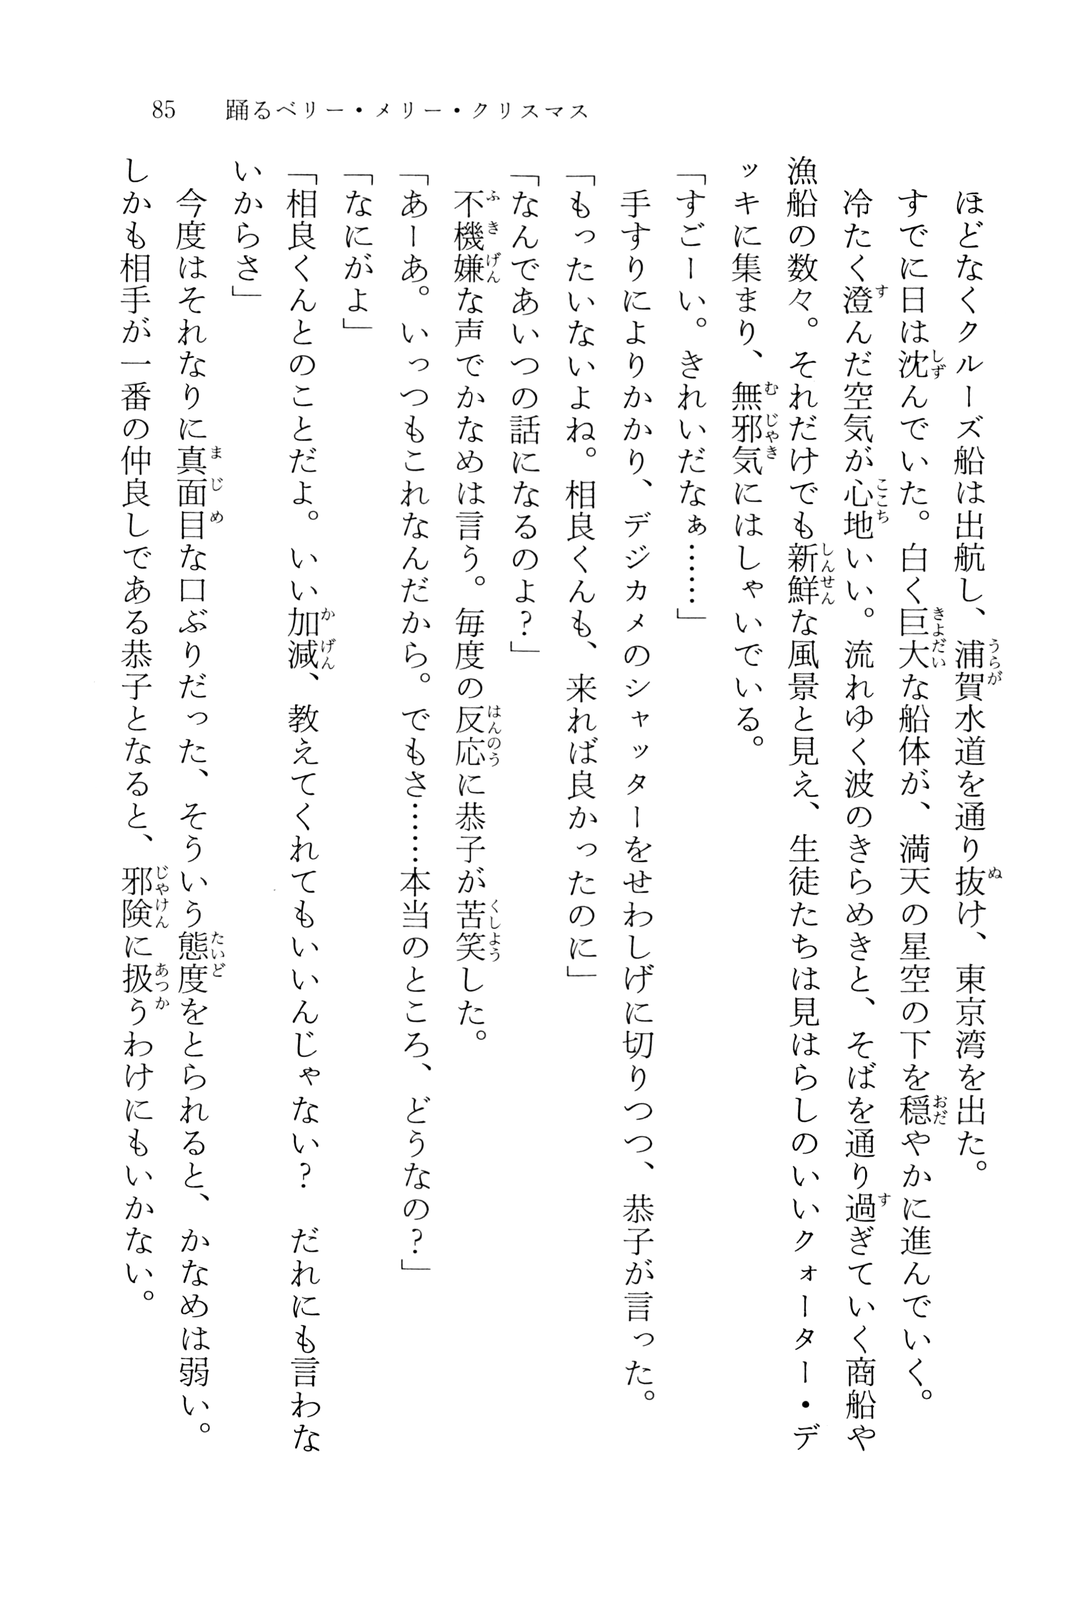 85　踊るベリー・メリー・クリスマス
ほどなくクルーズ船は出航し、浦賀水道を通り抜け、東京湾を出た。
すでに日は沈んでいた。白く巨大な船体が、満天の星空の下を穏やかに進んでいく。
冷たく澄んだ空気が心地いい。流れゆく波のきらめきと、そばを通り過ぎていく商船や
漁船の数々。それだけでも新鮮な風景と見え、生徒たちは見はらしのいいクォーター・デ
ッキに集まり、無邪気にはしゃいでいる。
「すごーい。きれいだなぁ……」
手すりによりかかり、デジカメのシャッターをせわしげに切りつつ、恭子が言った。
「もったいないよね。相良くんも、来れば良かったのに」
「なんであいつの話になるのよ?」
不機嫌な声でかなめは言う。毎度の反応に恭子が苦笑した。
「あーあ。いっつもこれなんだから。でもさ……本当のところ、どうなの?」
「なにがよ」
「相良くんとのことだよ。いい加減、教えてくれてもいいんじゃない?　だれにも言わな
いからさ」
今度はそれなりに真面目な口ぶりだった、そういう態度をとられると、かなめは弱い。
しかも相手が一番の仲良しである恭子となると、邪険に扱うわけにもいかない。